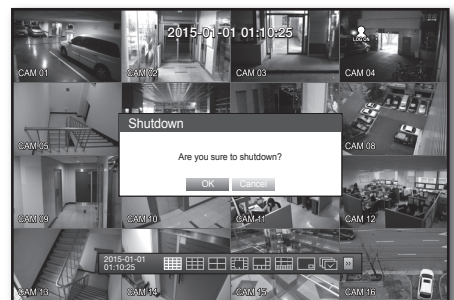 2015-01-01 01:10:25
LOG ON
CAM 01
CAM 02
CAM 03
CAM 04
Shutdown
CAM 05
CAM 08
Are you sure to shutdown?
OK Cancel
CAM 09
CAM 10
CAM 11
CAM 12
2015-01-01
01:10:25
CAM 13
CAM 14
CAM 15
CAM 16